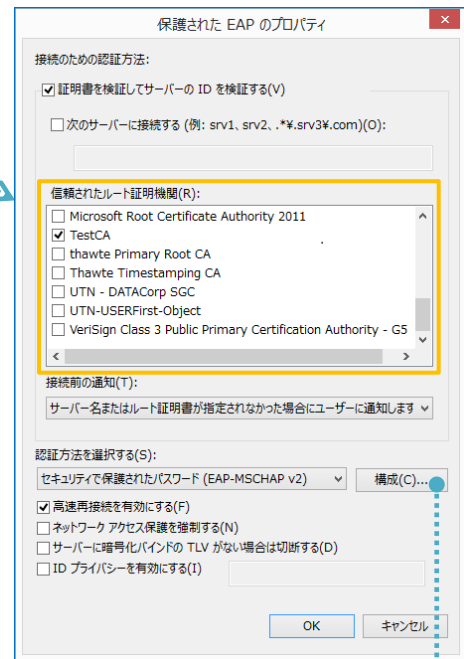 保護された EAP のプロパティ
接続のための認証方法:
証明書を検証してサーバーの ID を検証する(V)
次のサーバーに接続する (例: srv1、srv2、.*¥.srv3¥.com)(O):
信頼されたルート証明機関(R):
Microsoft Root Certificate Authority 2011
TestCA
thawte Primary Root CA
Thawte Timestamping CA
UTN - DATACorp SGC
UTN-USERFirst-Object
VeriSign Class 3 Public Primary Certification Authority - G5
接続前の通知(T):
サーバー名またはルート証明書が指定されなかった場合にユーザーに通知します
認証方法を選択する(S):
セキュリティで保護されたパスワード (EAP-MSCHAP v2) 構成(C)...
高速再接続を有効にする(F)
ネットワーク アクセス保護を強制する(N)
サーバーに暗号化バインドの TLV がない場合は切断する(D)
ID プライバシーを有効にする(I)
OK キャンセル